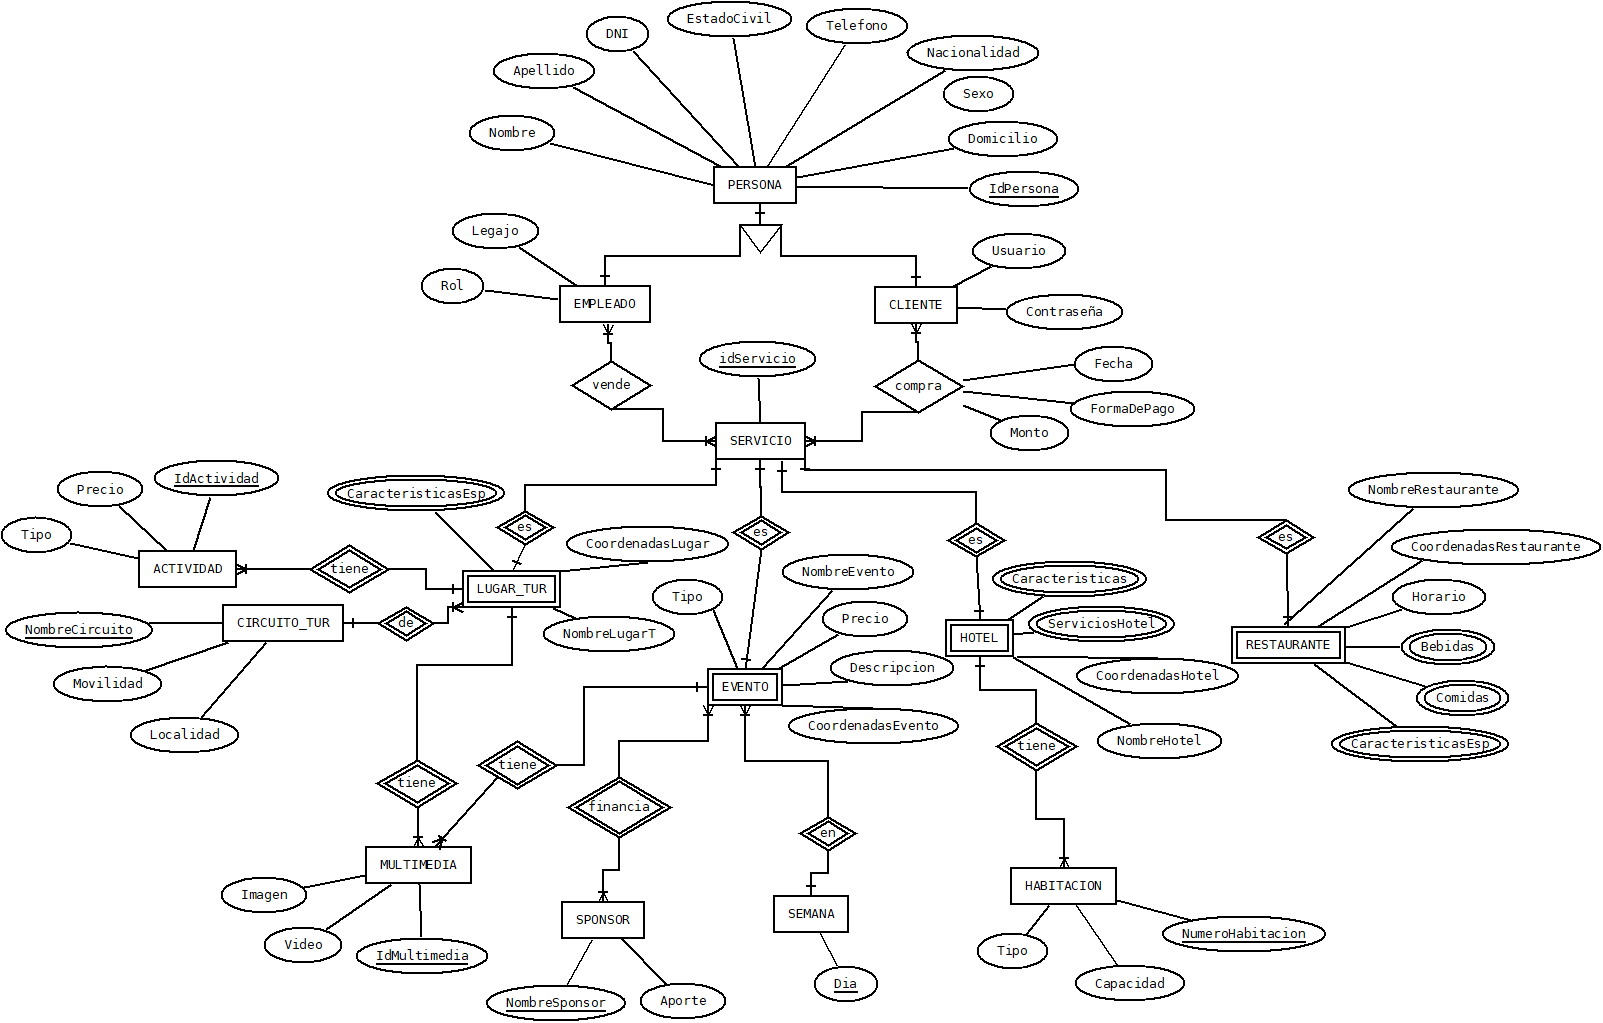 EstadoCivil
Telefono
DNI
Nacionalidad
Apellido
Sexo
Nombre
Domicilio
PERSONA
IdPersona
Legajo
Usuario
Rol
EMPLEADO
CLIENTE
Contraseña
idServicio
Fecha
vende
compra
FormaDePago
Monto
SERVICIO
IdActividad
Precio
CaracteristicasEsp
NombreRestaurante
Tipo
es
es
es
es
CoordenadasLugar
CoordenadasRestaurante
ACTIVIDAD
tiene
LUGAR_TUR
NombreEvento
Caracteristicas
Tipo
Horario
NombreCircuito
CIRCUITO_TUR
de
NombreLugarT
Precio
ServiciosHotel
HOTEL
RESTAURANTE
Bebidas
Movilidad
EVENTO
Descripcion
CoordenadasHotel
Comidas
Localidad
CoordenadasEvento
NombreHotel
CaracteristicasEsp
tiene
tiene
tiene
financia
en
MULTIMEDIA
HABITACION
Imagen
SPONSOR
SEMANA
NumeroHabitacion
Video
IdMultimedia
Tipo
Dia
Capacidad
NombreSponsor
Aporte